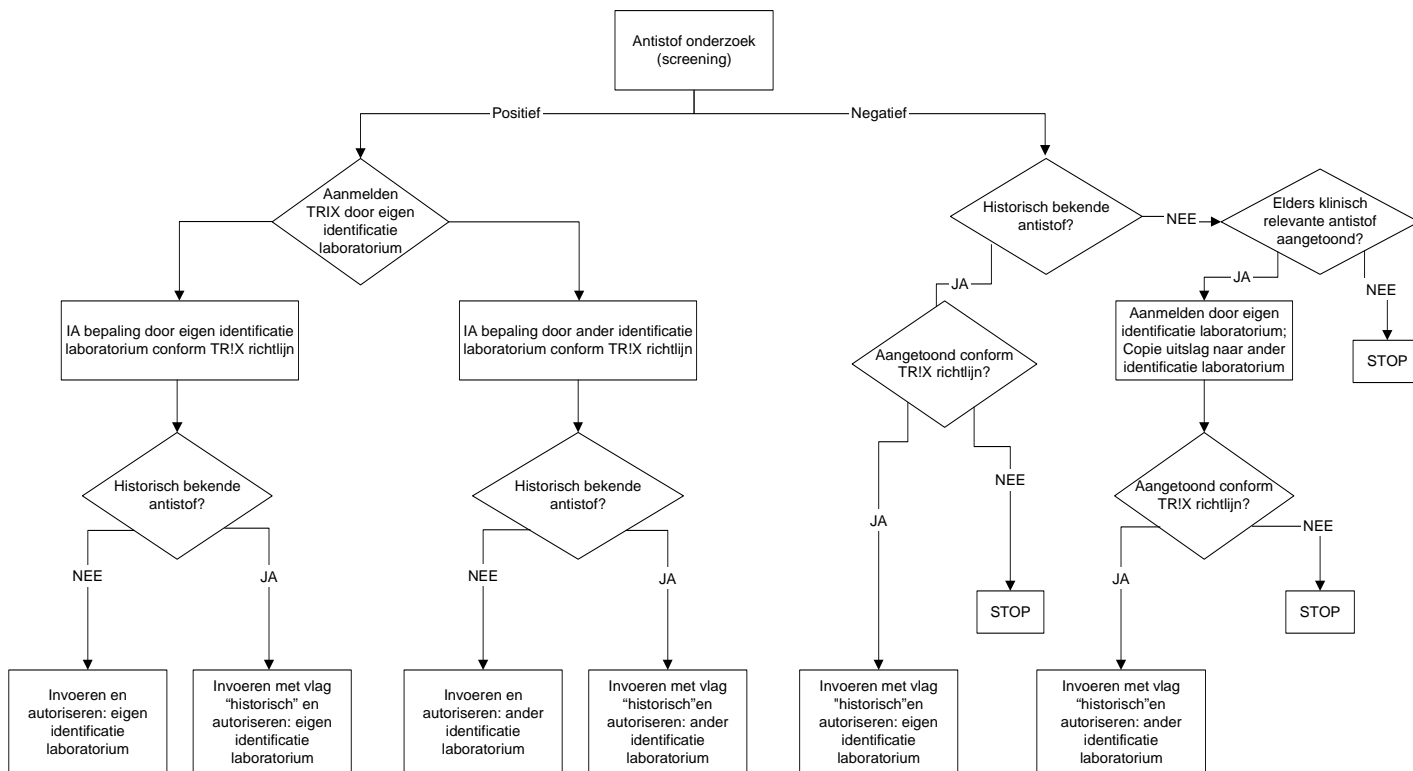 Antistof onderzoek
(screening)
Positief
Negatief
Aanmelden
TRIX door eigen
identificatie
laboratorium
Historisch bekende
antistof?
NEE
Elders klinisch
relevante antistof
aangetoond?
JA
JA
NEE
IA bepaling door eigen identificatie
laboratorium conform TR!X richtlijn
IA bepaling door ander identificatie
laboratorium conform TR!X richtlijn
Aangetoond conform
TR!X richtlijn?
Aanmelden door eigen
identificatie laboratorium;
Copie uitslag naar ander
identificatie laboratorium
STOP
Historisch bekende
antistof?
Historisch bekende
antistof?
Aangetoond conform
TR!X richtlijn?
NEE
JA
NEE
JA
JA
NEE
JA
NEE
STOP
STOP
Invoeren en
autoriseren: eigen
identificatie
laboratorium
Invoeren met vlag
“historisch” en
autoriseren: eigen
identificatie
laboratorium
Invoeren en
autoriseren: ander
identificatie
laboratorium
Invoeren met vlag
“historisch”en
autoriseren: ander
identificatie
laboratorium
Invoeren met vlag
"historisch”en
autoriseren: eigen
identificatie
laboratorium
Invoeren met vlag
“historisch”en
autoriseren: ander
identificatie
laboratorium